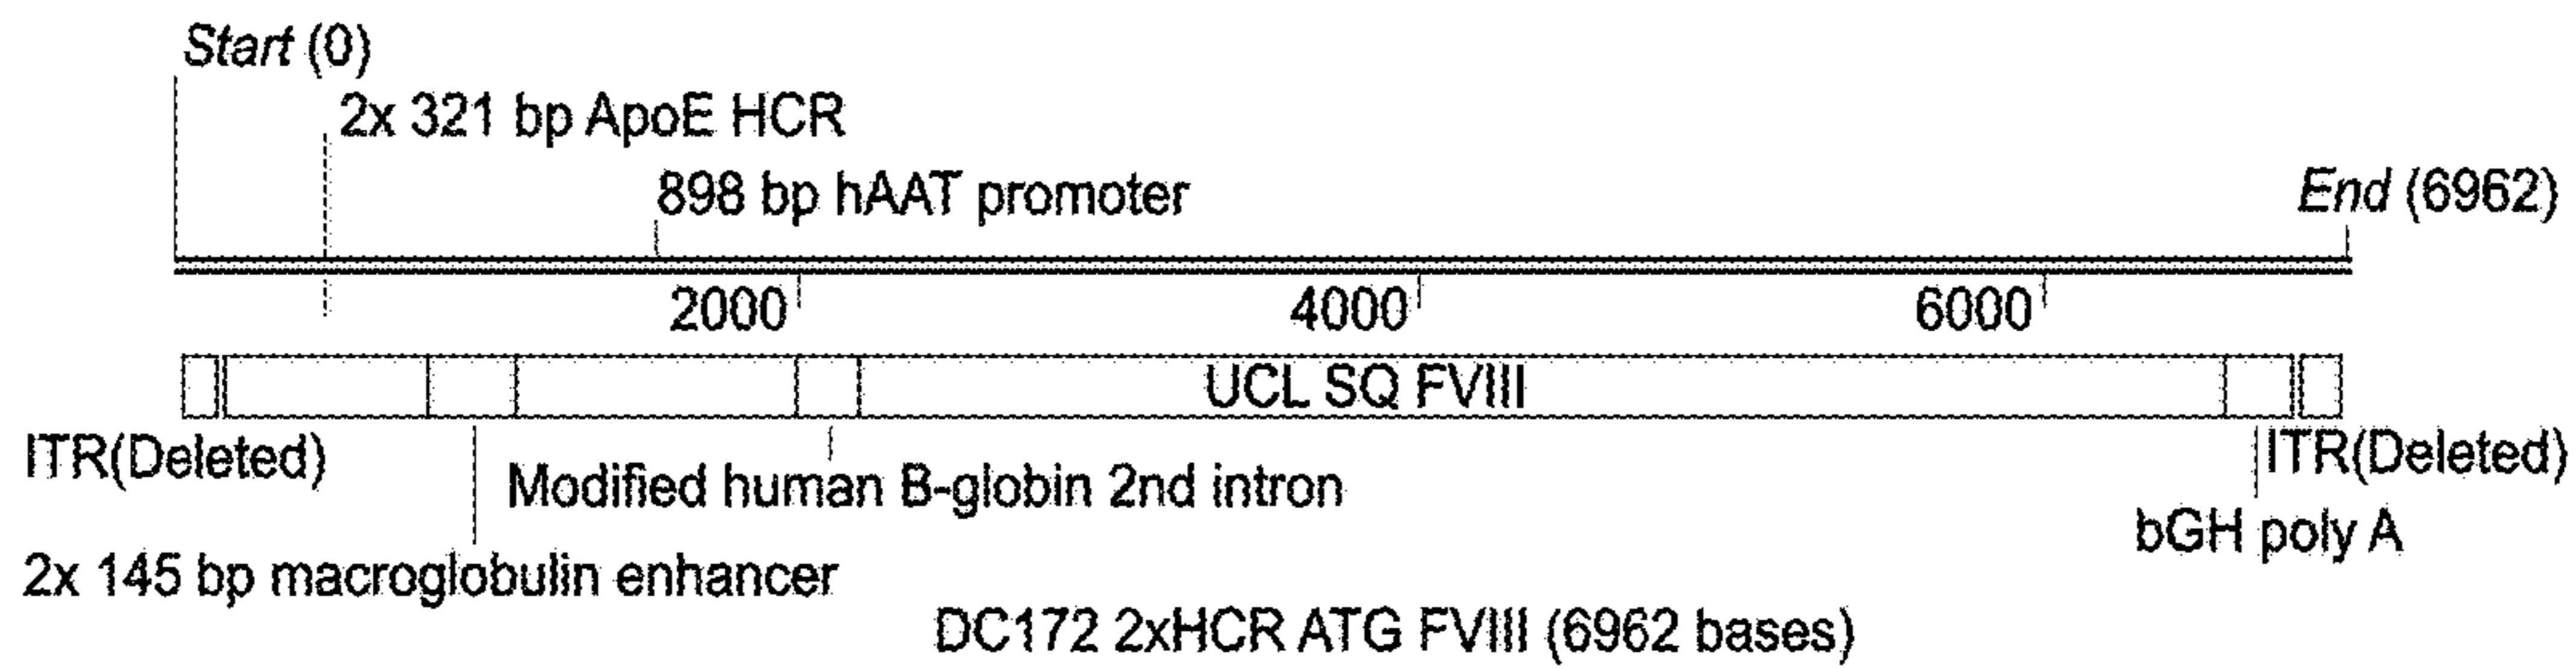 Start (0)
2x 321 bp ApoE HCR
898 bp hAAT promoter
End (6962)
2000
4000
6000
UCL SQ FVIII
ITR(Deleted)
ITR(Deleted)
Modified human B-globin 2nd intron
bGH poly A
2x 145 bp macroglobulin enhancer
DC172 2xHCR ATG FVIII (6962 bases)